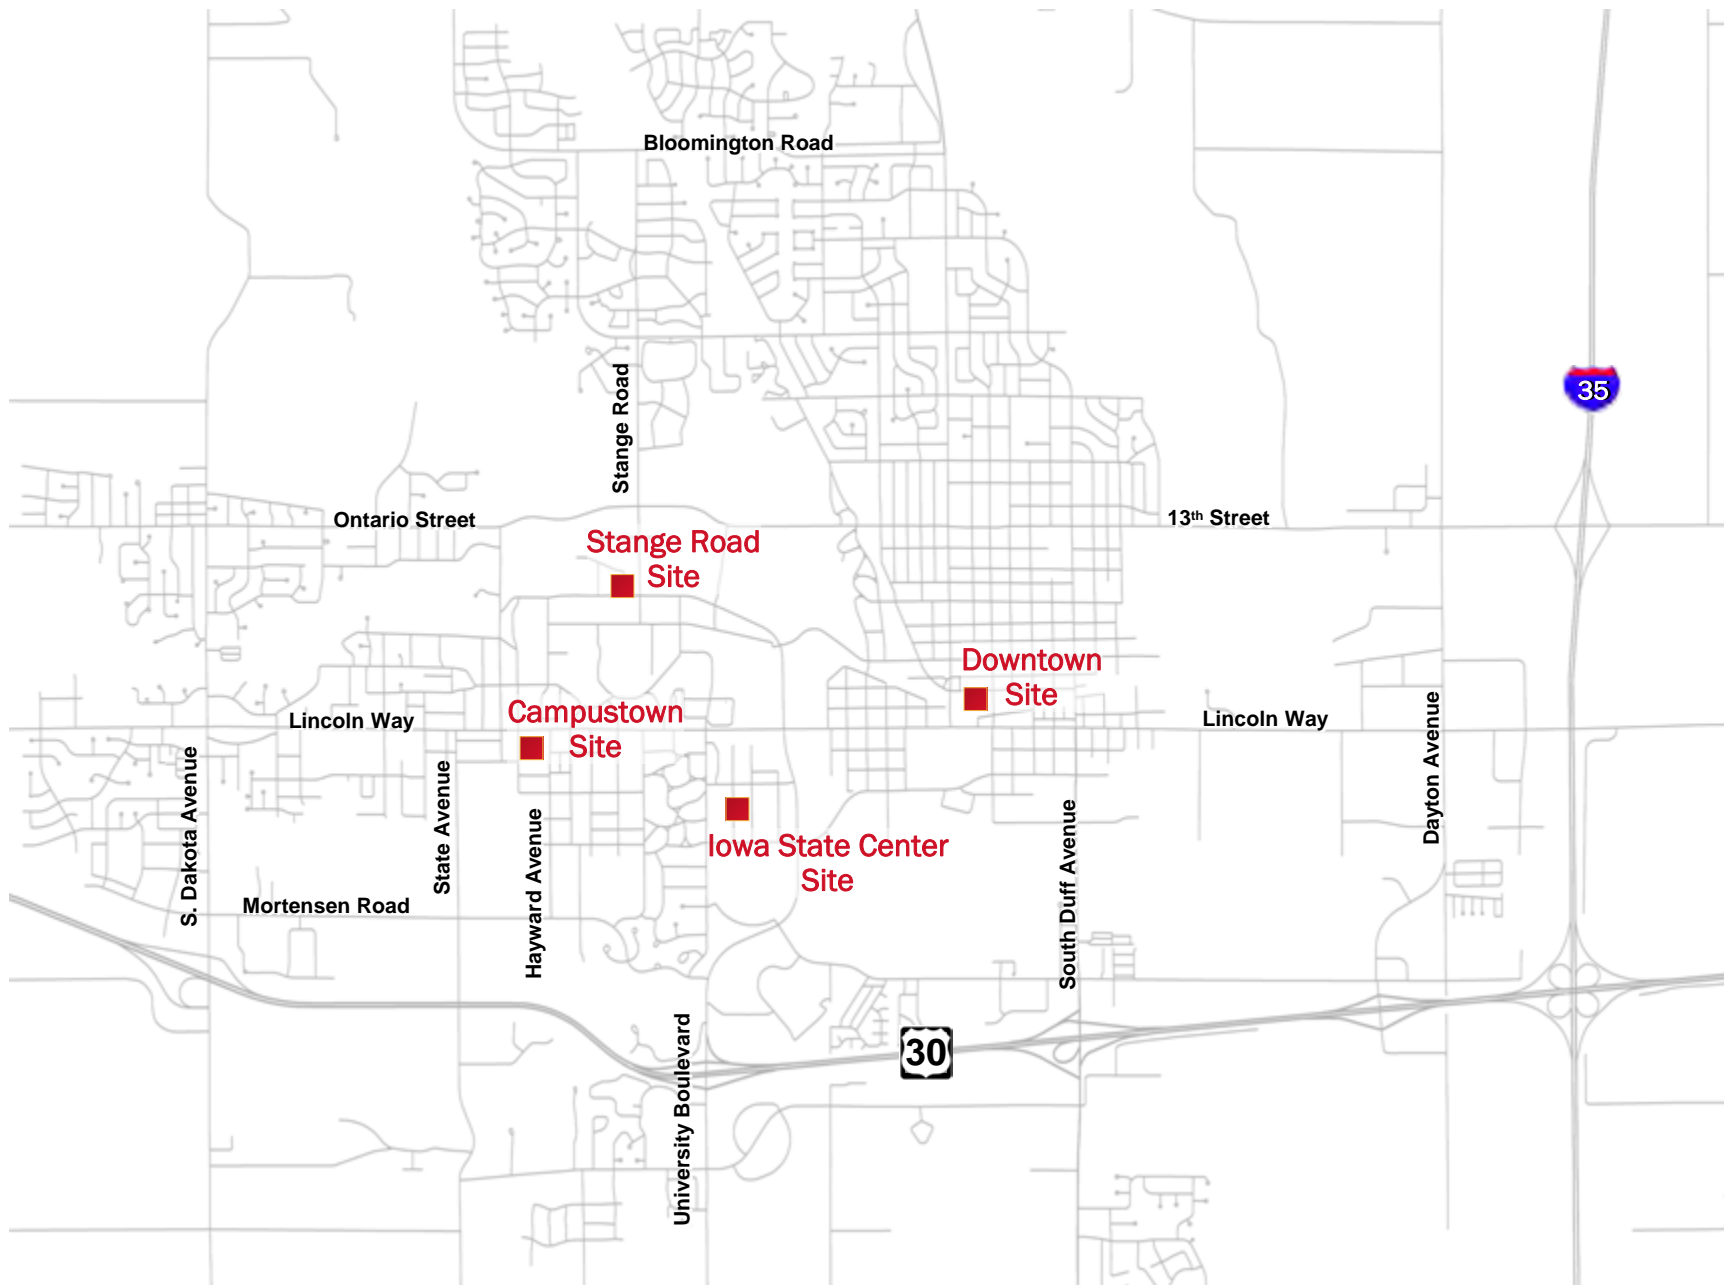 Bloomington Road
35
Stange Road
Ontario Street
13th Street
Stange Road
Site
Downtown
Site
Campustown
Site
Lincoln Way
Lincoln Way
Dayton Avenue
S. Dakota Avenue
State Avenue
Hayward Avenue
South Duff Avenue
Iowa State Center
Site
Mortensen Road
30
University Boulevard